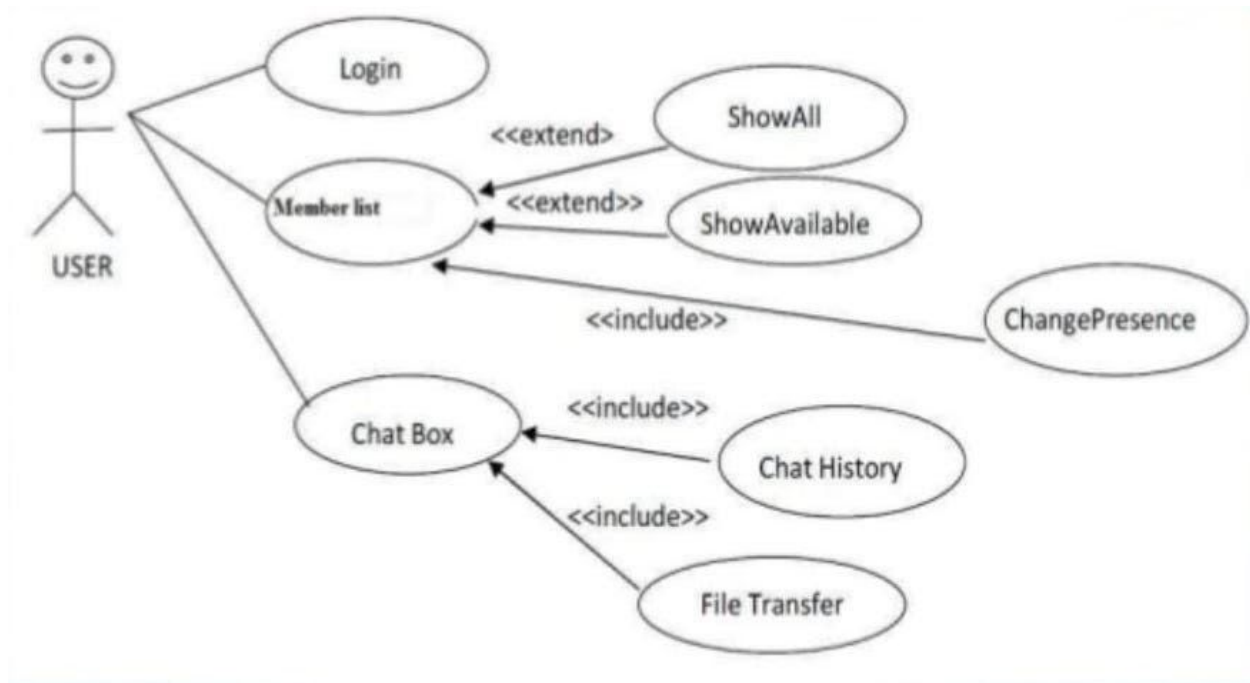 Login
ShowAll
<<extend>
Member list
<<extend>>
ShowAvailable
USER
<<include>>
ChangePresence
Chat Box
<<include>>
Chat History
<<include>>
File Transfer